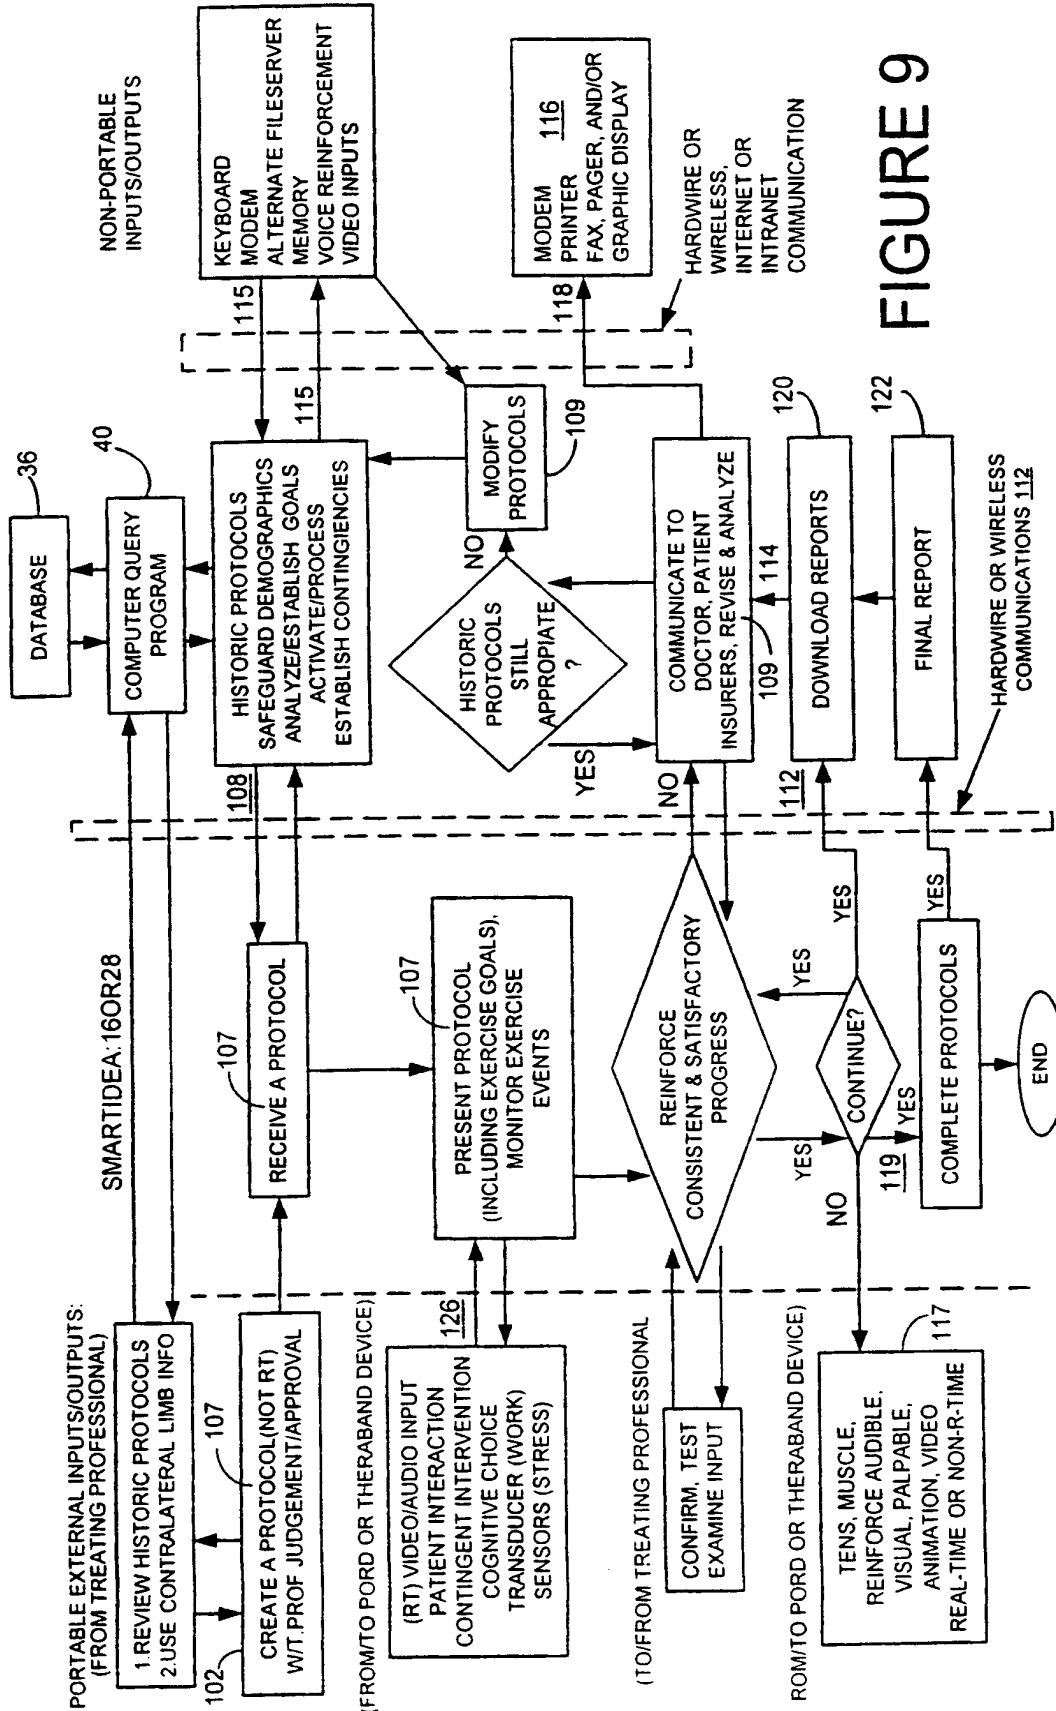 PORTABLE EXTERNAL INPUTS/OUTPUTS:
(FROM TREATING PROFESSIONAL)
1.REVIEW HISTORIC PROTOCOLS
2.USE CONTRALATERAL LIMB INFO
SMARTIDEA:16OR28
36
DATABASE
40
COMPUTER QUERY
PROGRAM
NON-PORTABLE
INPUTS/OUTPUTS
102
107
CREATE A PROTOCOL(NOT RT)
W/T.PROF JUDGEMENT/APPROVAL
107
RECEIVE A PROTOCOL
108
HISTORIC PROTOCOLS
SAFEGUARD DEMOGRAPHICS
ANALYZE/ESTABLISH GOALS
ACTIVATE/PROCESS
ESTABLISH CONTINGIENCIES
115
115
KEYBOARD
MODEM
ALTERNATE FILESERVER
MEMORY
VOICE REINFORCEMENT
VIDEO INPUTS
(FROM/TO PORD OR THERABAND DEVICE)
(RT) VIDEO/AUDIO INPUT
PATIENT INTERACTION
CONTINGENT INTERVENTION
COGNITIVE CHOICE
TRANSDUCER (WORK)
SENSORS (STRESS)
126
107
PRESENT PROTOCOL
(INCLUDING EXERCISE GOALS),
MONITOR EXERCISE
EVENTS
HISTORIC
PROTOCOLS
STILL
APPROPIATE
?
NO
YES
MODIFY
PROTOCOLS
109
MODEM 116
PRINTER
FAX, PAGER, AND/OR
GRAPHIC DISPLAY
118
HARDWIRE OR
WIRELESS,
INTERNET OR
INTRANET
COMMUNICATION
(TO/FROM TREATING PROFESSIONAL
CONFIRM, TEST
EXAMINE INPUT
REINFORCE
CONSISTENT & SATISFACTORY
PROGRESS
NO
COMMUNICATE TO
DOCTOR, PATIENT
INSURERS, REVISE & ANALYZE
109
114
YES
YES
ROM/TO PORD OR THERABAND DEVICE)
TENS, MUSCLE,
REINFORCE AUDIBLE.
VISUAL, PALPABLE,
ANIMATION, VIDEO
REAL-TIME OR NON-R-TIME
117
NO
CONTINUE?
YES
112
DOWNLOAD REPORTS
120
119
YES
COMPLETE PROTOCOLS
YES
FINAL REPORT
122
END
HARDWIRE OR WIRELESS
COMMUNICATIONS 112
FIGURE 9